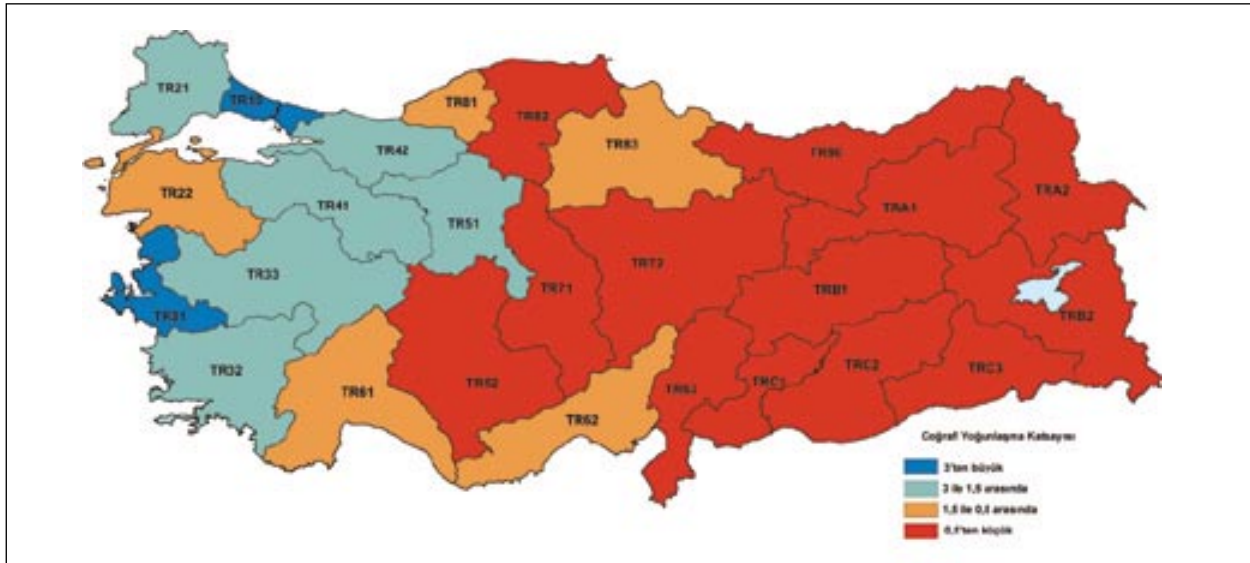 TR21
TR10
TR81
TR82
TR42
TR83
TR90
TRA2
TR22
TRA1
TR41
TR51
TR72
TR33
TR71
TRB1
TRB2
TR31
TRC2
TR32
TR52
TRC1
TRC3
TR61
TR63
TR62
Coğrafi Yoğunlaşma Katsayısı
3'ten büyük
3 ile 1,5 arasında
1,5 ile 0,5 arasında
0,5'ten küçük